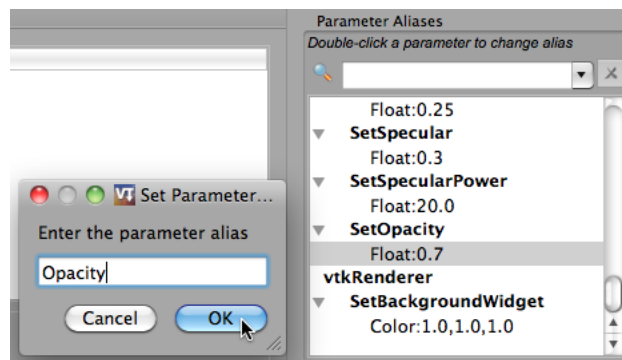 Parameter Aliases
Double-click a parameter to change alias
Float:0.25
SetSpecular
Float:0.3
SetSpecularPower
Float:20.0
SetOpacity
Float:0.7
vtkRenderer
SetBackgroundWidget
Color:1.0,1.0,1.0
VT Set Parameter...
Enter the parameter alias
Opacity
Cancel
OK